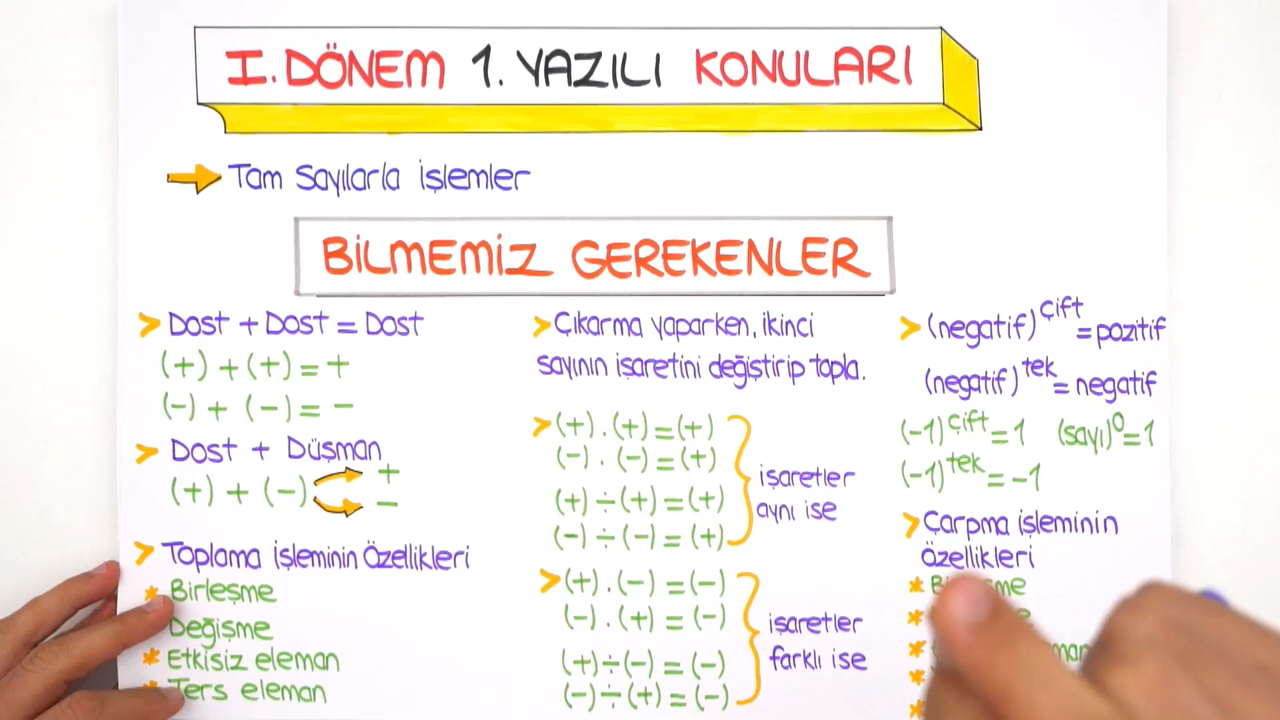 I. DÖNEM 1. YAZILI KONULARI
Tam Sayılarla İşlemler
BİLMEMİZ GEREKENLER
> Dost + Dost = Dost
(+) + (+) = +
(-) + (-) = -
> Dost + Düşman
(+) + (-)
+
-
> Toplama İşleminin Özellikleri
* Birleşme
Değişme
* Etkisiz eleman
* Ters eleman
> Çıkarma yaparken, ikinci
sayının işaretini değiştirip topla.
> (+) . (+) = (+)
(-) . (-) = (+)
(+) ÷ (+) = (+)
(-) ÷ (-) = (+)
işaretler
aynı ise
> (+) . (-) = (-)
(-) . (+) = (-)
(+) ÷ (-) = (-)
(-) ÷ (+) = (-)
işaretler
farklı ise
> (negatif)^çift = pozitif
(negatif)^tek = negatif
(-1)^çift = 1 (sayı)^0 = 1
(-1)^tek = -1
> Çarpma işleminin
özellikleri
*
*
*
*
*